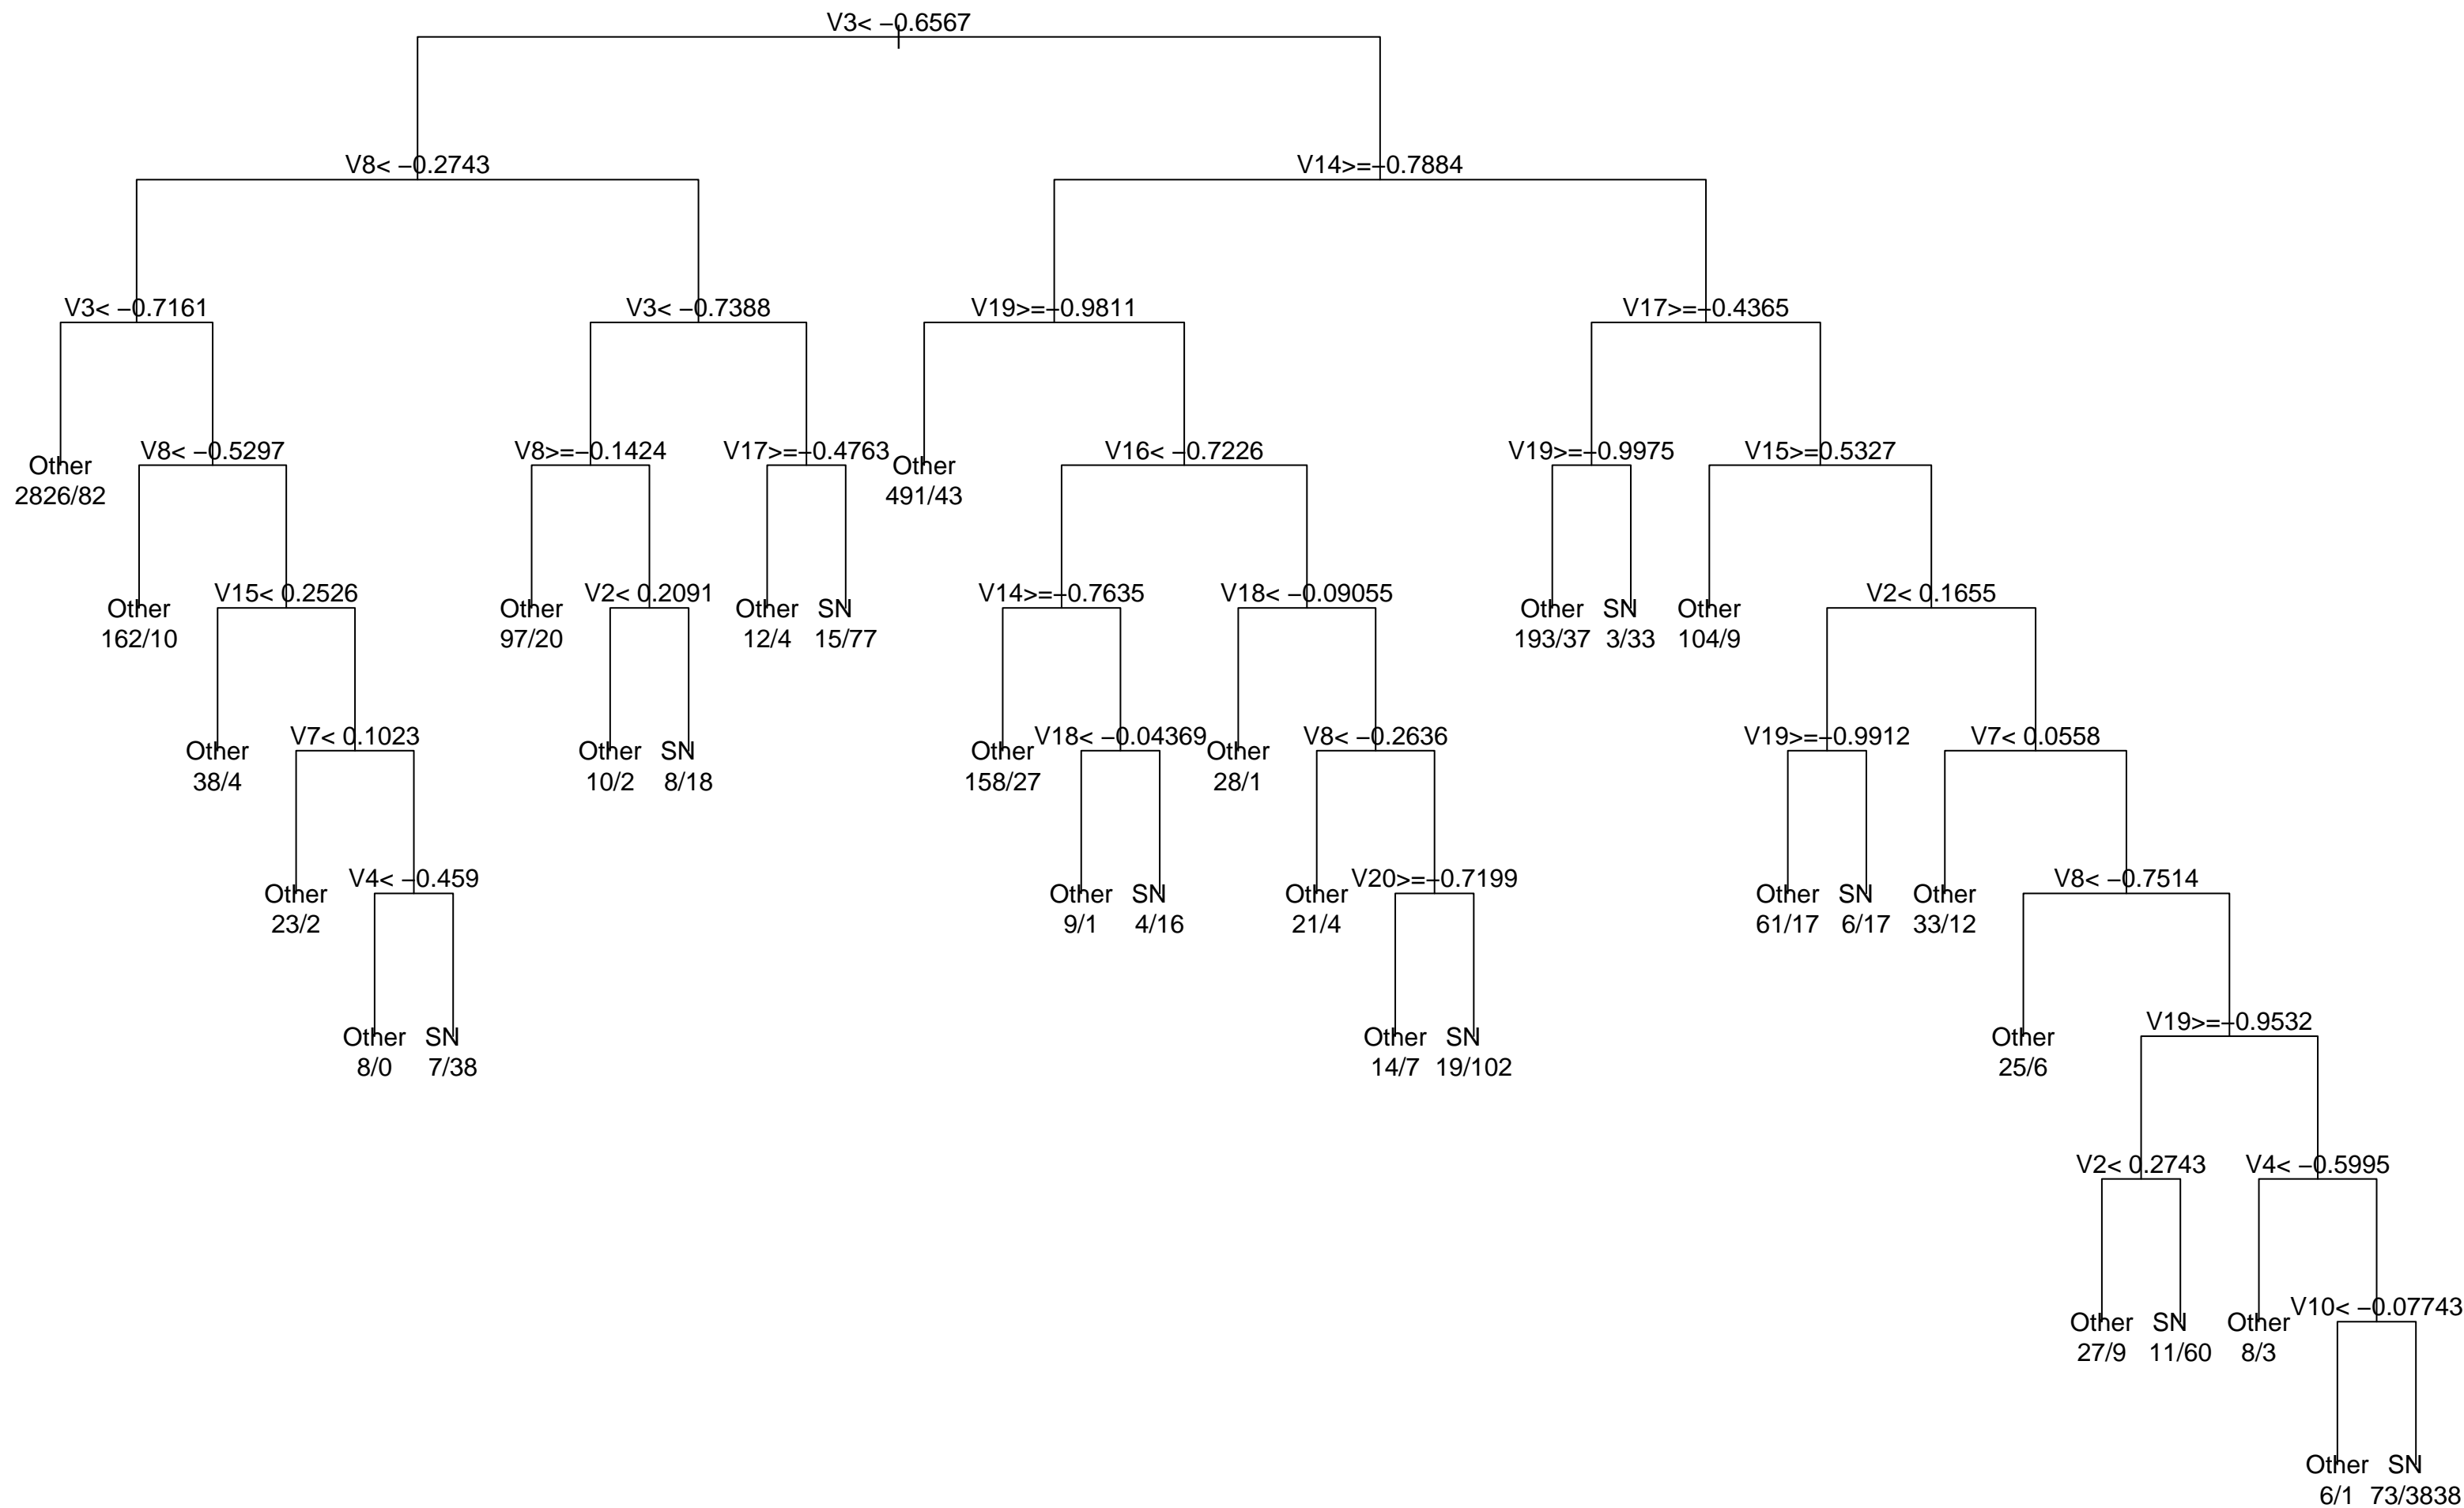 V3< −0.6567
V8< −0.2743
V14>=−0.7884
V3< −0.7161
V3< −0.7388
V19>=−0.9811
V17>=−0.4365
V8< −0.5297
V8>=−0.1424
V17>=−0.4763
V16< −0.7226
V19>=−0.9975
V15>=0.5327
Other
2826/82
Other
491/43
V15< 0.2526
V2< 0.2091
V14>=−0.7635
V18< −0.09055
V2< 0.1655
Other
162/10
Other
97/20
Other
12/4
SN
15/77
Other
193/37
SN
3/33
Other
104/9
V7< 0.1023
V18< −0.04369
V8< −0.2636
V19>=−0.9912
V7< 0.0558
Other
38/4
Other
10/2
SN
8/18
Other
158/27
Other
28/1
V4< −0.459
V20>=−0.7199
V8< −0.7514
Other
23/2
Other
9/1
SN
4/16
Other
21/4
Other
61/17
SN
6/17
Other
33/12
V19>=−0.9532
Other
8/0
SN
7/38
Other
14/7
SN
19/102
Other
25/6
V2< 0.2743
V4< −0.5995
V10< −0.07743
Other
27/9
SN
11/60
Other
8/3
Other
6/1
SN
73/3838